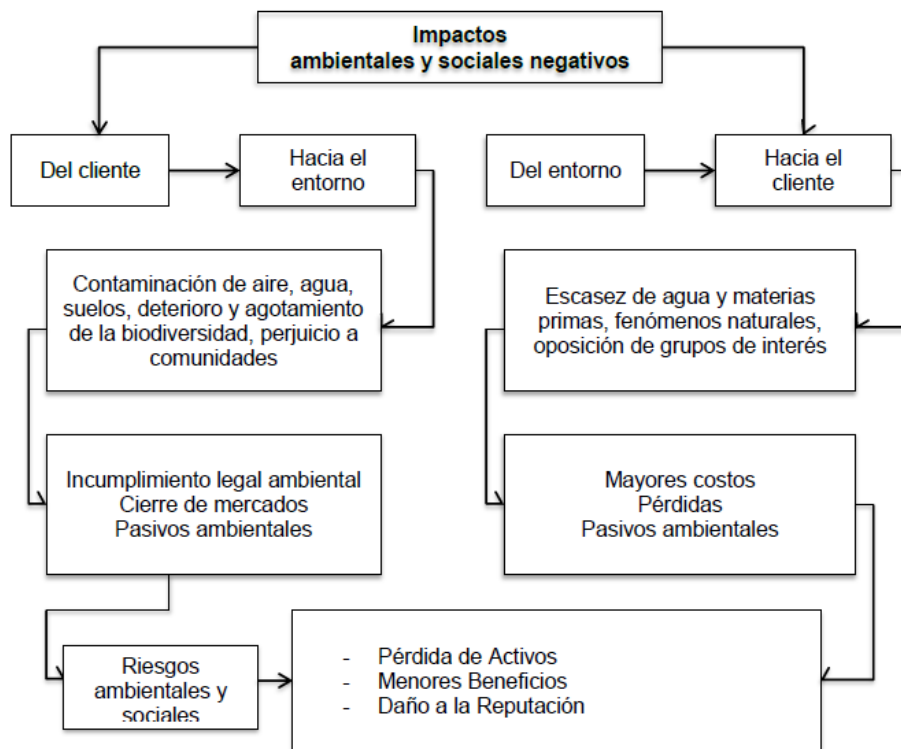 Impactos
ambientales y sociales negativos
Del cliente
Hacia el
entorno
Del entorno
Hacia el
cliente
Contaminación de aire, agua,
suelos, deterioro y agotamiento
de la biodiversidad, perjuicio a
comunidades
Escasez de agua y materias
primas, fenómenos naturales,
oposición de grupos de interés
Incumplimiento legal ambiental
Cierre de mercados
Pasivos ambientales
Mayores costos
Pérdidas
Pasivos ambientales
Riesgos
ambientales y
sociales
- Pérdida de Activos
- Menores Beneficios
- Daño a la Reputación